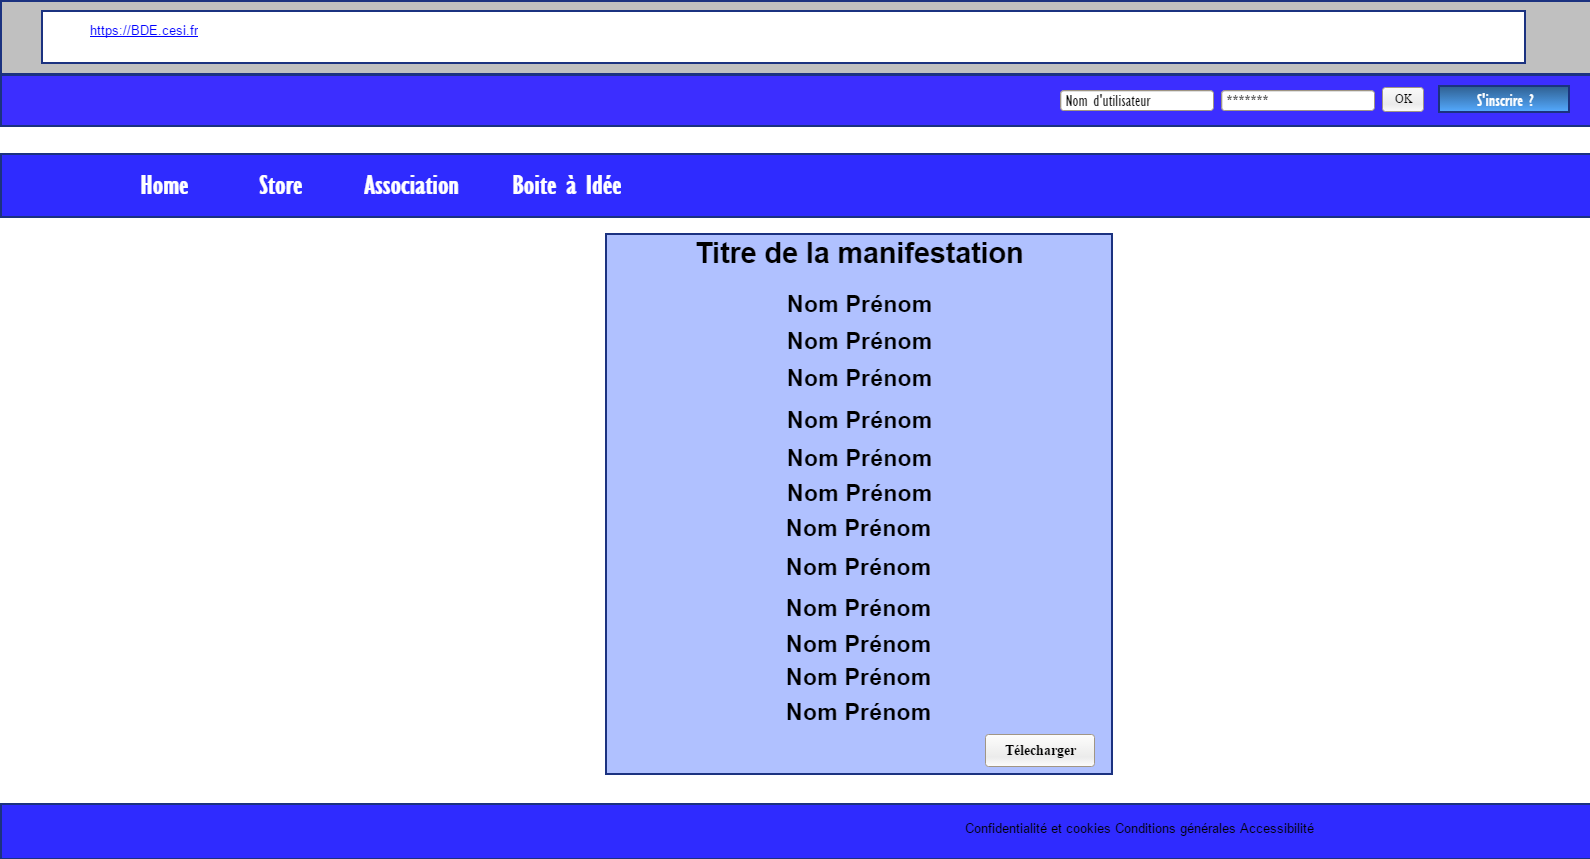 https://BDE.cesi.fr
Nom d'utilisateur ******* OK S'inscrire ?
Home Store Association Boite à Idée
Titre de la manifestation
Nom Prénom
Nom Prénom
Nom Prénom
Nom Prénom
Nom Prénom
Nom Prénom
Nom Prénom
Nom Prénom
Nom Prénom
Nom Prénom
Nom Prénom
Nom Prénom
Télecharger
Confidentialité et cookies Conditions générales Accessibilité